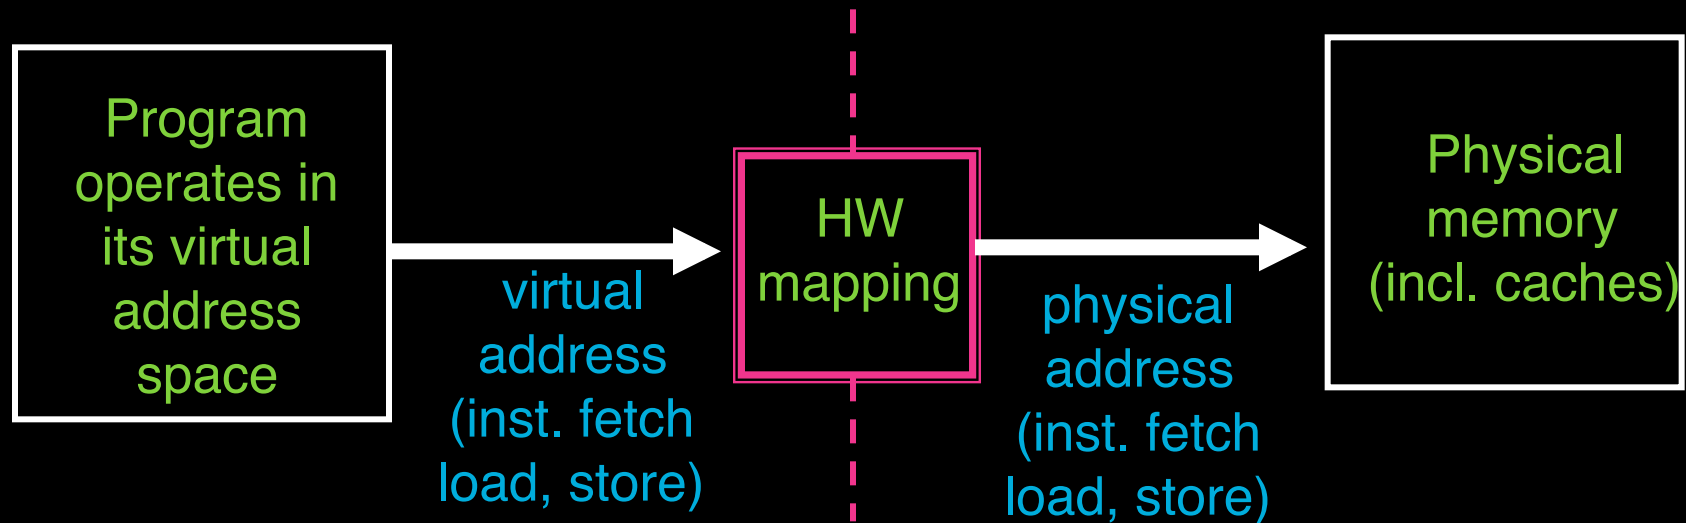 Program
operates in
its virtual
address
space
virtual
address
(inst. fetch
load, store)
HW
mapping
physical
address
(inst. fetch
load, store)
Physical
memory
(incl. caches)